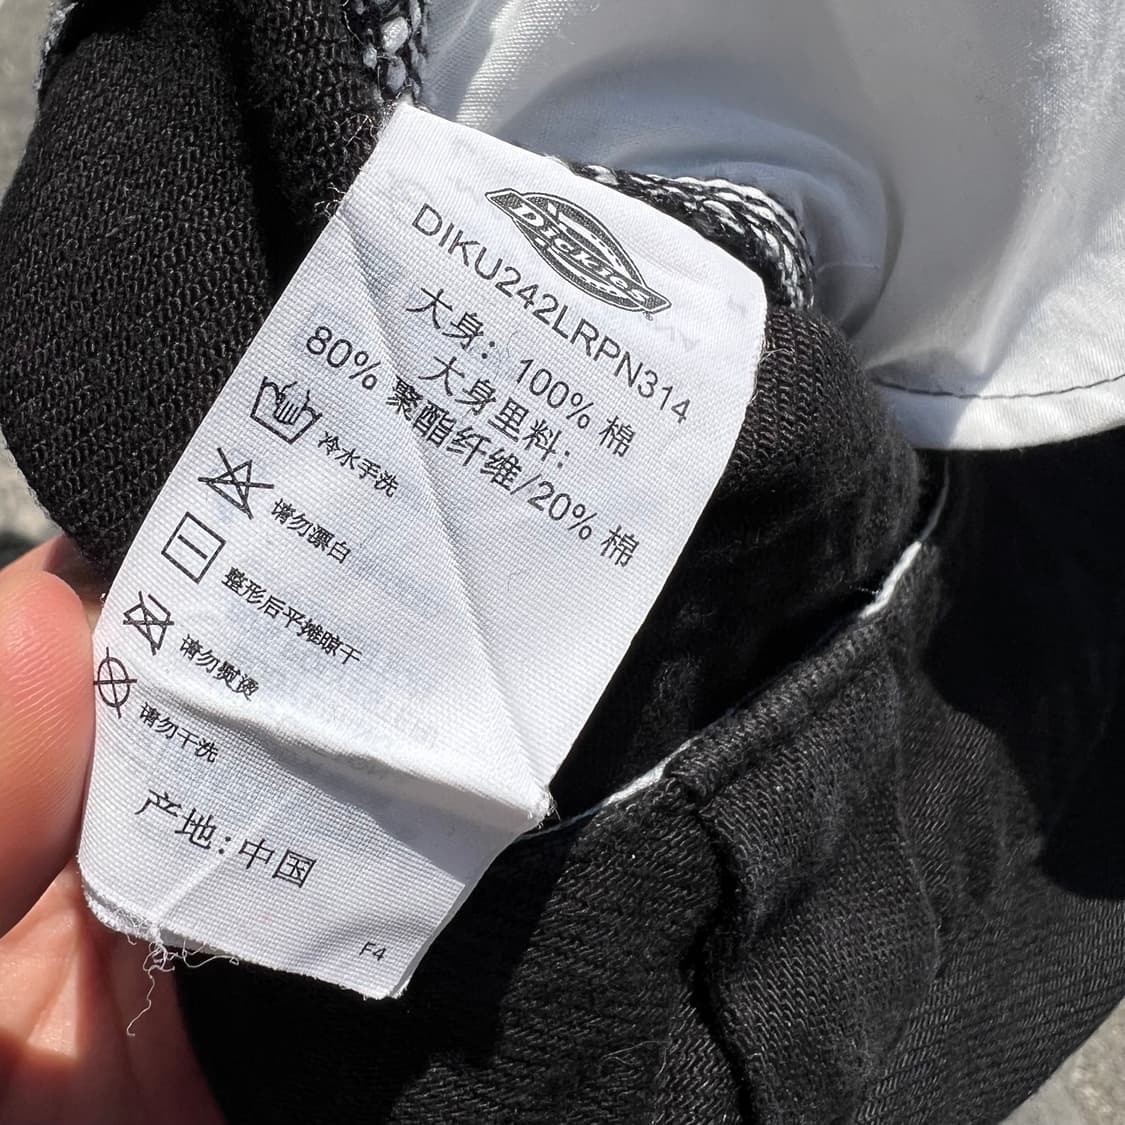 Dickies
DIKU242LRPN314
大身: 100% 棉
大身里料:
80% 聚酯纤维/20% 棉
冷水手洗
请勿漂白
整形后平摊晾干
请勿熨烫
请勿干洗
产地: 中国
F4